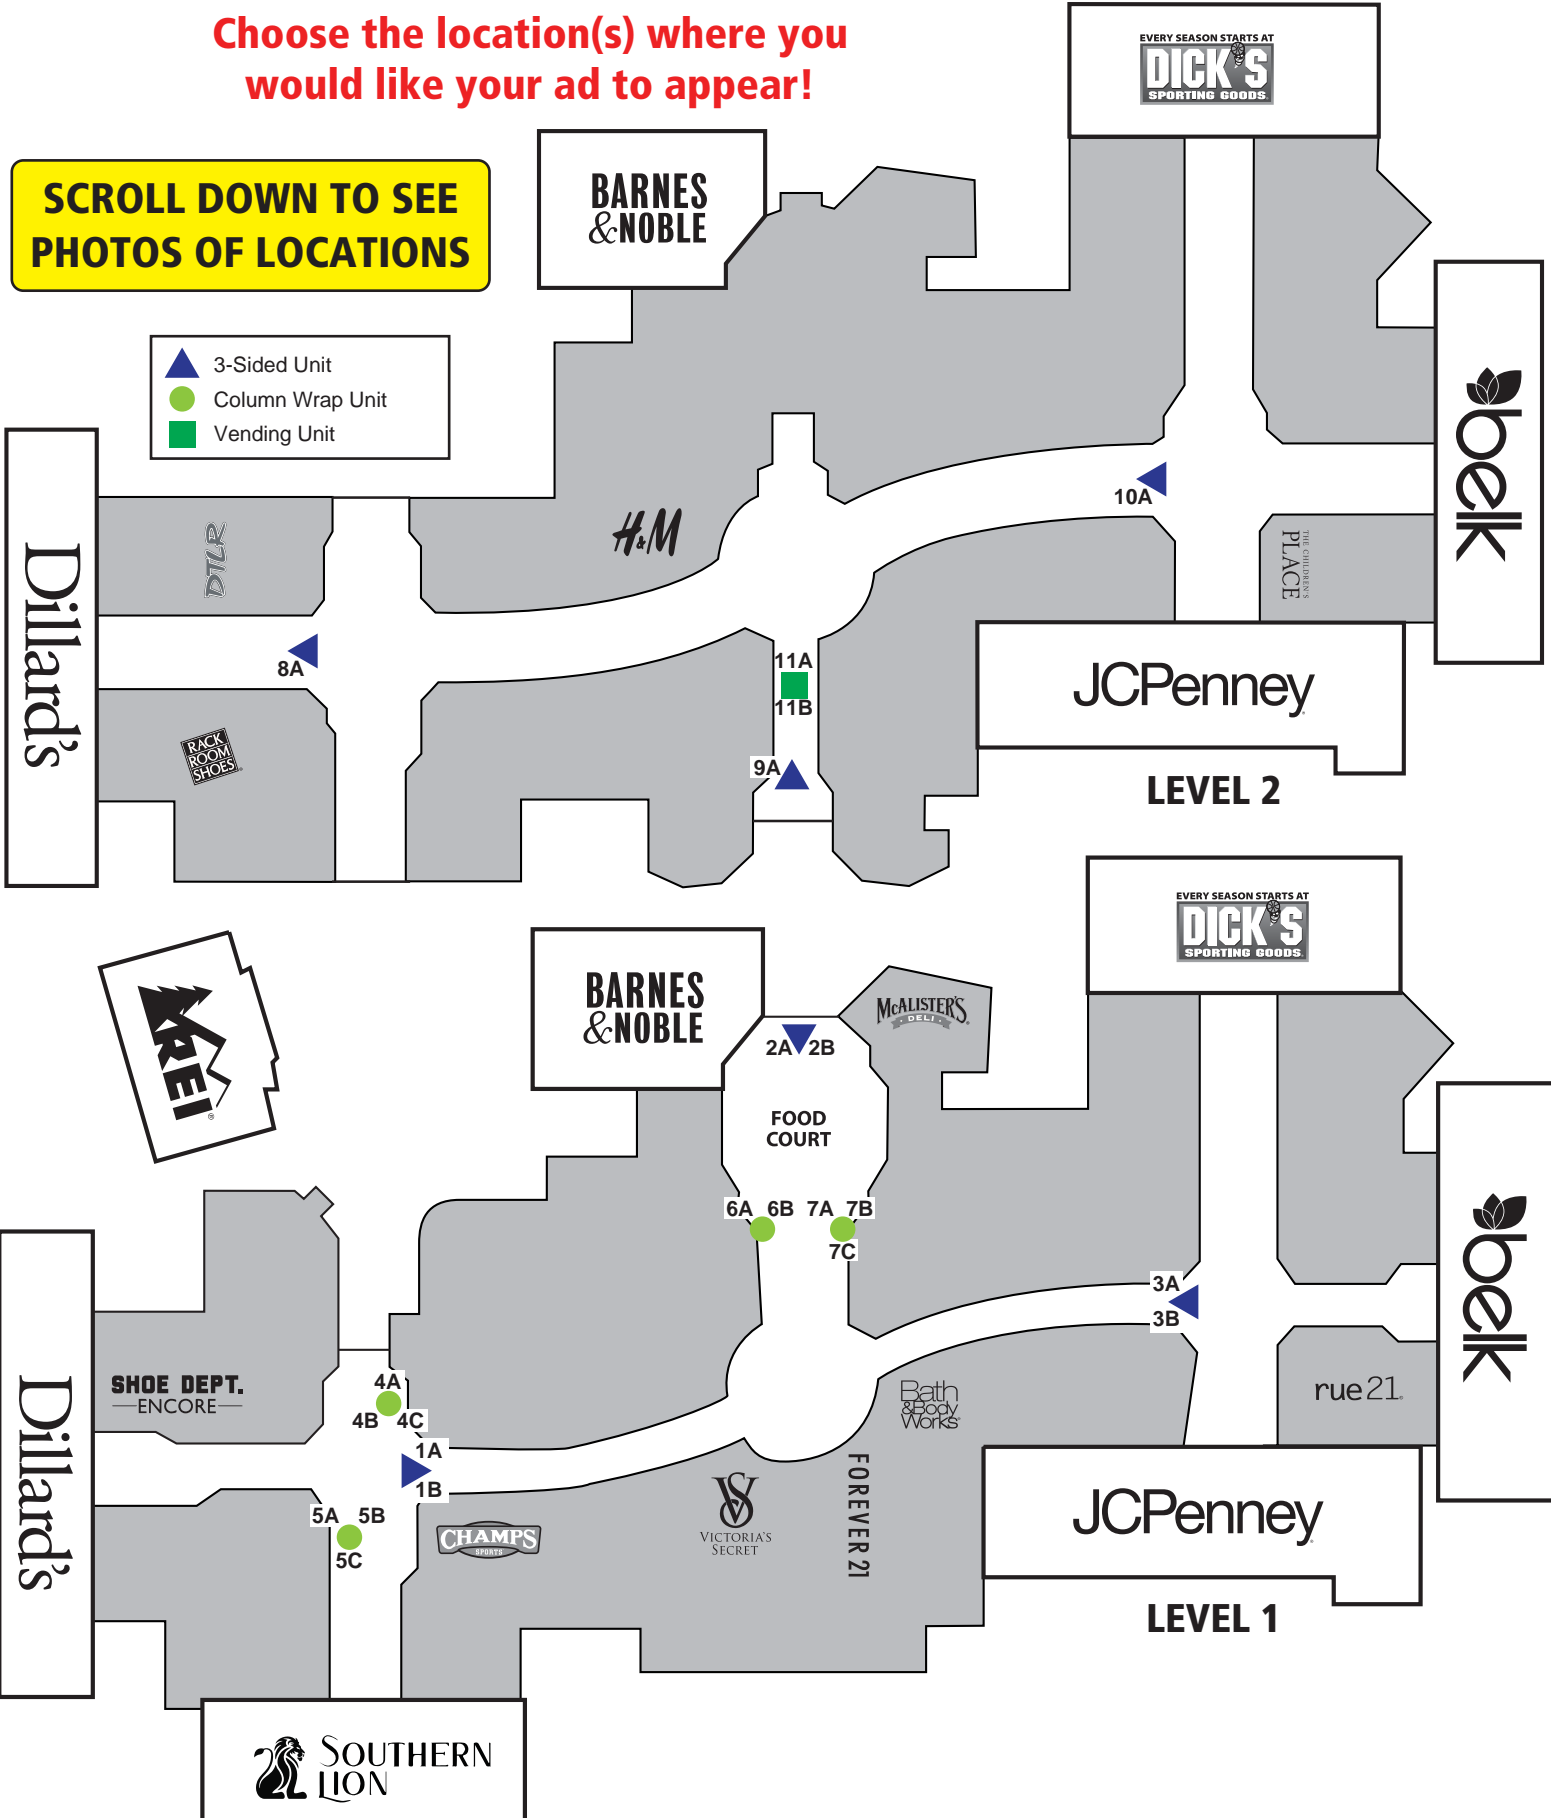 Choose the location(s) where you
would like your ad to appear!
SCROLL DOWN TO SEE
PHOTOS OF LOCATIONS
3-Sided Unit
Column Wrap Unit
Vending Unit
EVERY SEASON STARTS AT
DICK'S
SPORTING GOODS
BARNES
&NOBLE
belk
10A
H&M
DTLR
THE CHILDREN'S
PLACE
Dillard's
8A
11A
11B
JCPenney
RACK
ROOM
SHOES
9A
LEVEL 2
EVERY SEASON STARTS AT
DICK'S
SPORTING GOODS
BARNES
&NOBLE
McALISTER'S
DELI
REI
2A 2B
FOOD
COURT
6A 6B 7A 7B
7C
belk
3A
3B
SHOE DEPT.
ENCORE
4A
4B 4C
Bath
&Body
Works
rue21
Dillard's
1A
1B
5A 5B
5C
CHAMPS
SPORTS
VS
VICTORIA'S
SECRET
FOREVER 21
JCPenney
LEVEL 1
SOUTHERN
LION